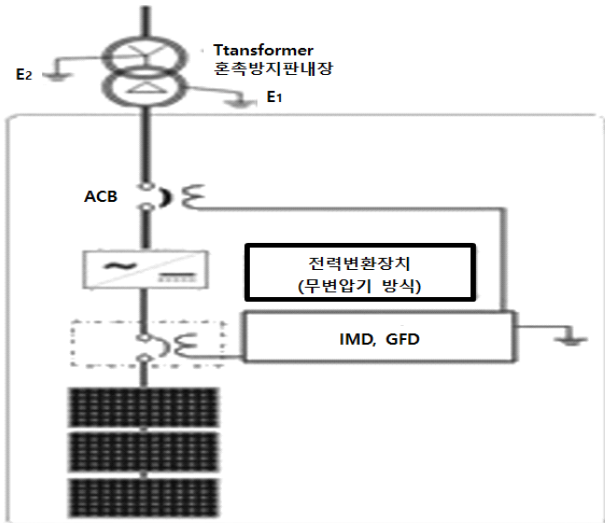 Ttansformer
혼촉방지판내장
E2
E1
ACB
전력변환장치
(무변압기 방식)
IMD, GFD